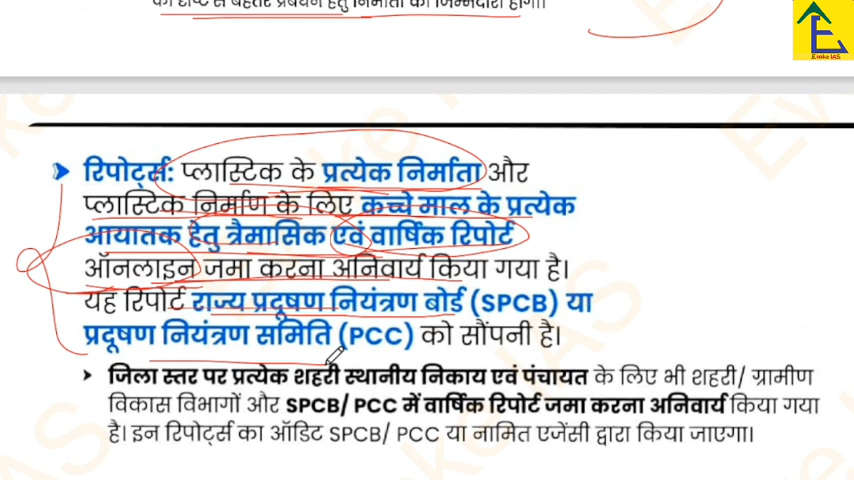 हेतु निर्माता की जिम्मेदारी होगी।
Evoke IAS
रिपोर्ट्स: प्लास्टिक के प्रत्येक निर्माता और
प्लास्टिक निर्माण के लिए कच्चे माल के प्रत्येक
आयातक हेतु त्रैमासिक एवं वार्षिक रिपोर्ट
ऑनलाइन जमा करना अनिवार्य किया गया है।
यह रिपोर्ट राज्य प्रदूषण नियंत्रण बोर्ड (SPCB) या
प्रदूषण नियंत्रण समिति (PCC) को सौंपनी है।
जिला स्तर पर प्रत्येक शहरी स्थानीय निकाय एवं पंचायत के लिए भी शहरी/ ग्रामीण
विकास विभागों और SPCB/ PCC में वार्षिक रिपोर्ट जमा करना अनिवार्य किया गया
है। इन रिपोर्ट्स का ऑडिट SPCB/ PCC या नामित एजेंसी द्वारा किया जाएगा।